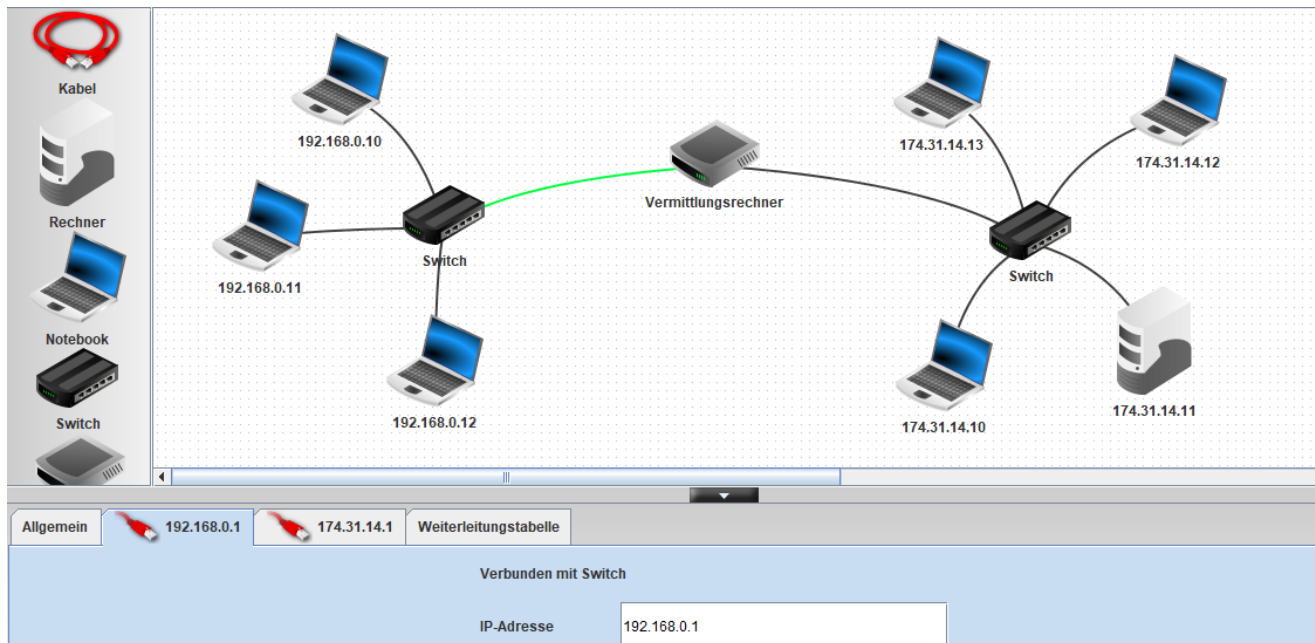 Kabel
Rechner
Notebook
Switch
192.168.0.10
192.168.0.11
Switch
192.168.0.12
Vermittlungsrechner
174.31.14.13
174.31.14.12
Switch
174.31.14.10
174.31.14.11
Allgemein 192.168.0.1 174.31.14.1 Weiterleitungstabelle
Verbunden mit Switch
IP-Adresse 192.168.0.1